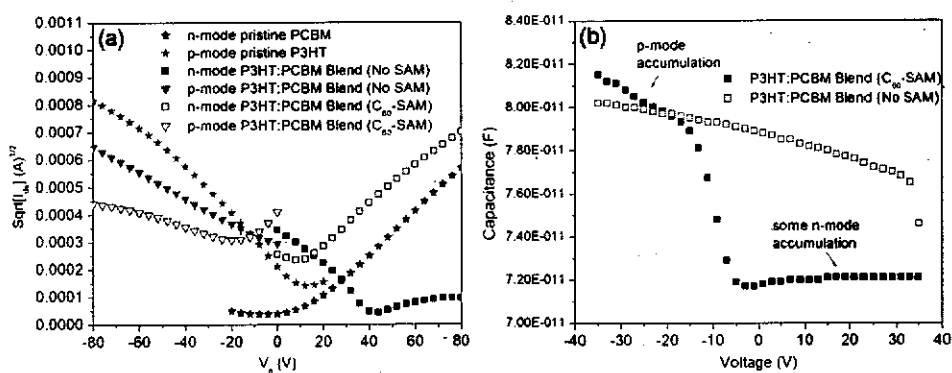 (a)
n-mode pristine PCBM
p-mode pristine P3HT
n-mode P3HT:PCBM Blend (No SAM)
p-mode P3HT:PCBM Blend (No SAM)
n-mode P3HT:PCBM Blend (C60-SAM)
p-mode P3HT:PCBM Blend (C60-SAM)
0.0011
0.0010
0.0009
0.0008
0.0007
0.0006
0.0005
0.0004
0.0003
0.0002
0.0001
0.0000
Sqrt[Ids] (A)^1/2
-80 -60 -40 -20 0 20 40 60 80
Vg [V]
(b)
p-mode
accumulation
P3HT:PCBM Blend (C60-SAM)
P3HT:PCBM Blend (No SAM)
some n-mode
accumulation
8.40E-011
8.20E-011
8.00E-011
7.80E-011
7.60E-011
7.40E-011
7.20E-011
7.00E-011
Capacitance (F)
-40 -30 -20 -10 0 10 20 30 40
Voltage (V)